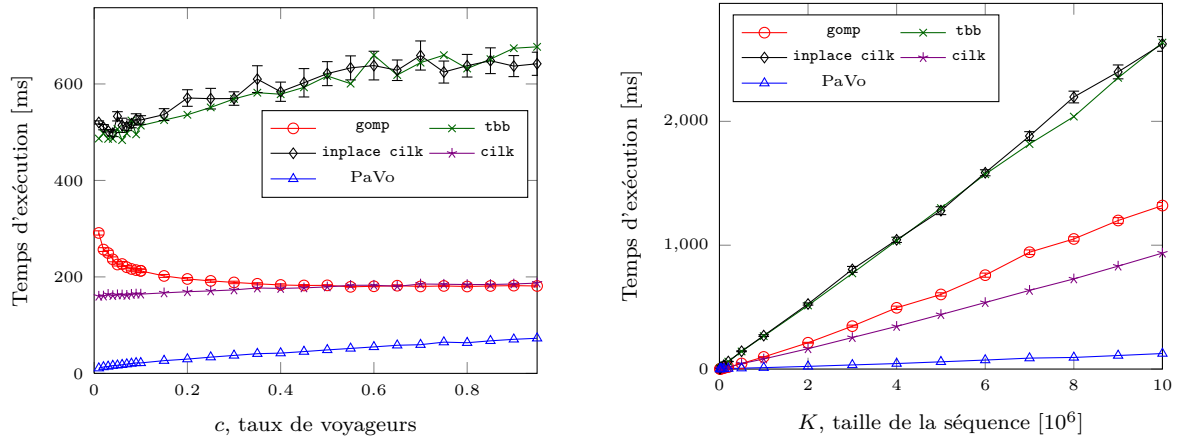 600
400
200
0
Temps d'exécution [ms]
gomp
tbb
inplace cilk
cilk
PaVo
0
0.2
0.4
0.6
0.8
c, taux de voyageurs
2,000
1,000
0
Temps d'exécution [ms]
gomp
tbb
inplace cilk
cilk
PaVo
0
2
4
6
8
10
K, taille de la séquence [10⁶]